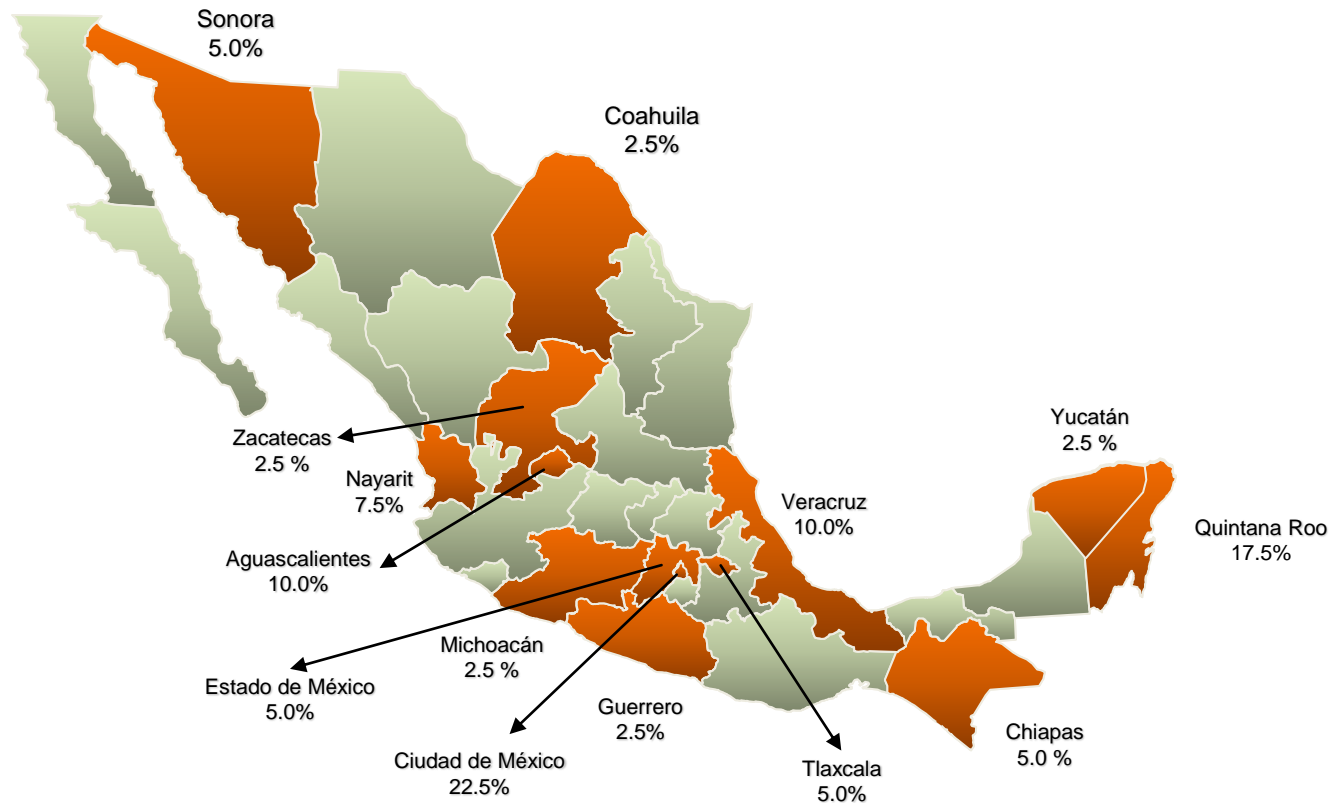 Sonora
5.0%
Coahuila
2.5%
Yucatán
2.5 %
Zacatecas
2.5 %
Nayarit
7.5%
Veracruz
10.0%
Quintana Roo
17.5%
Aguascalientes
10.0%
Michoacán
2.5 %
Estado de México
5.0%
Guerrero
2.5%
Chiapas
5.0 %
Ciudad de México
22.5%
Tlaxcala
5.0%